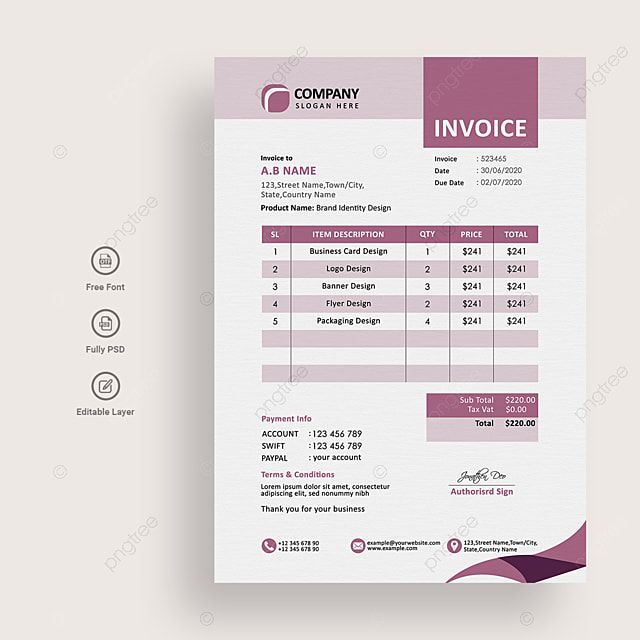 COMPANY
SLOGAN HERE
INVOICE
Invoice to
A.B NAME
123,Street Name,Town/City,
State,Country Name
Product Name: Brand Identity Design
Invoice : 523465
Date : 30/06/2020
Due Date : 02/07/2020
SL ITEM DESCRIPTION QTY PRICE TOTAL
1 Business Card Design 1 $241 $241
2 Logo Design 2 $241 $241
3 Banner Design 3 $241 $241
4 Flyer Design 2 $241 $241
5 Packaging Design 4 $241 $241
Sub Total $220.00
Tax Vat $0.00
Total $220.00
Payment Info
ACCOUNT : 123 456 789
SWIFT : 123 456 789
PAYPAL : your account
Terms & Conditions
Lorem ipsum dolor sit amet, consectetur
adipiscing elit, sed diam nonummy nibh
Thank you for your business
Jonathen Deo
Authorisrd Sign
+12 345 678 90
+12 345 678 90
example@yourwebsite.com
www.example.com
123,Street Name,Town/City,
State,Country Name
Free Font
Fully PSD
Editable Layer
pngtree